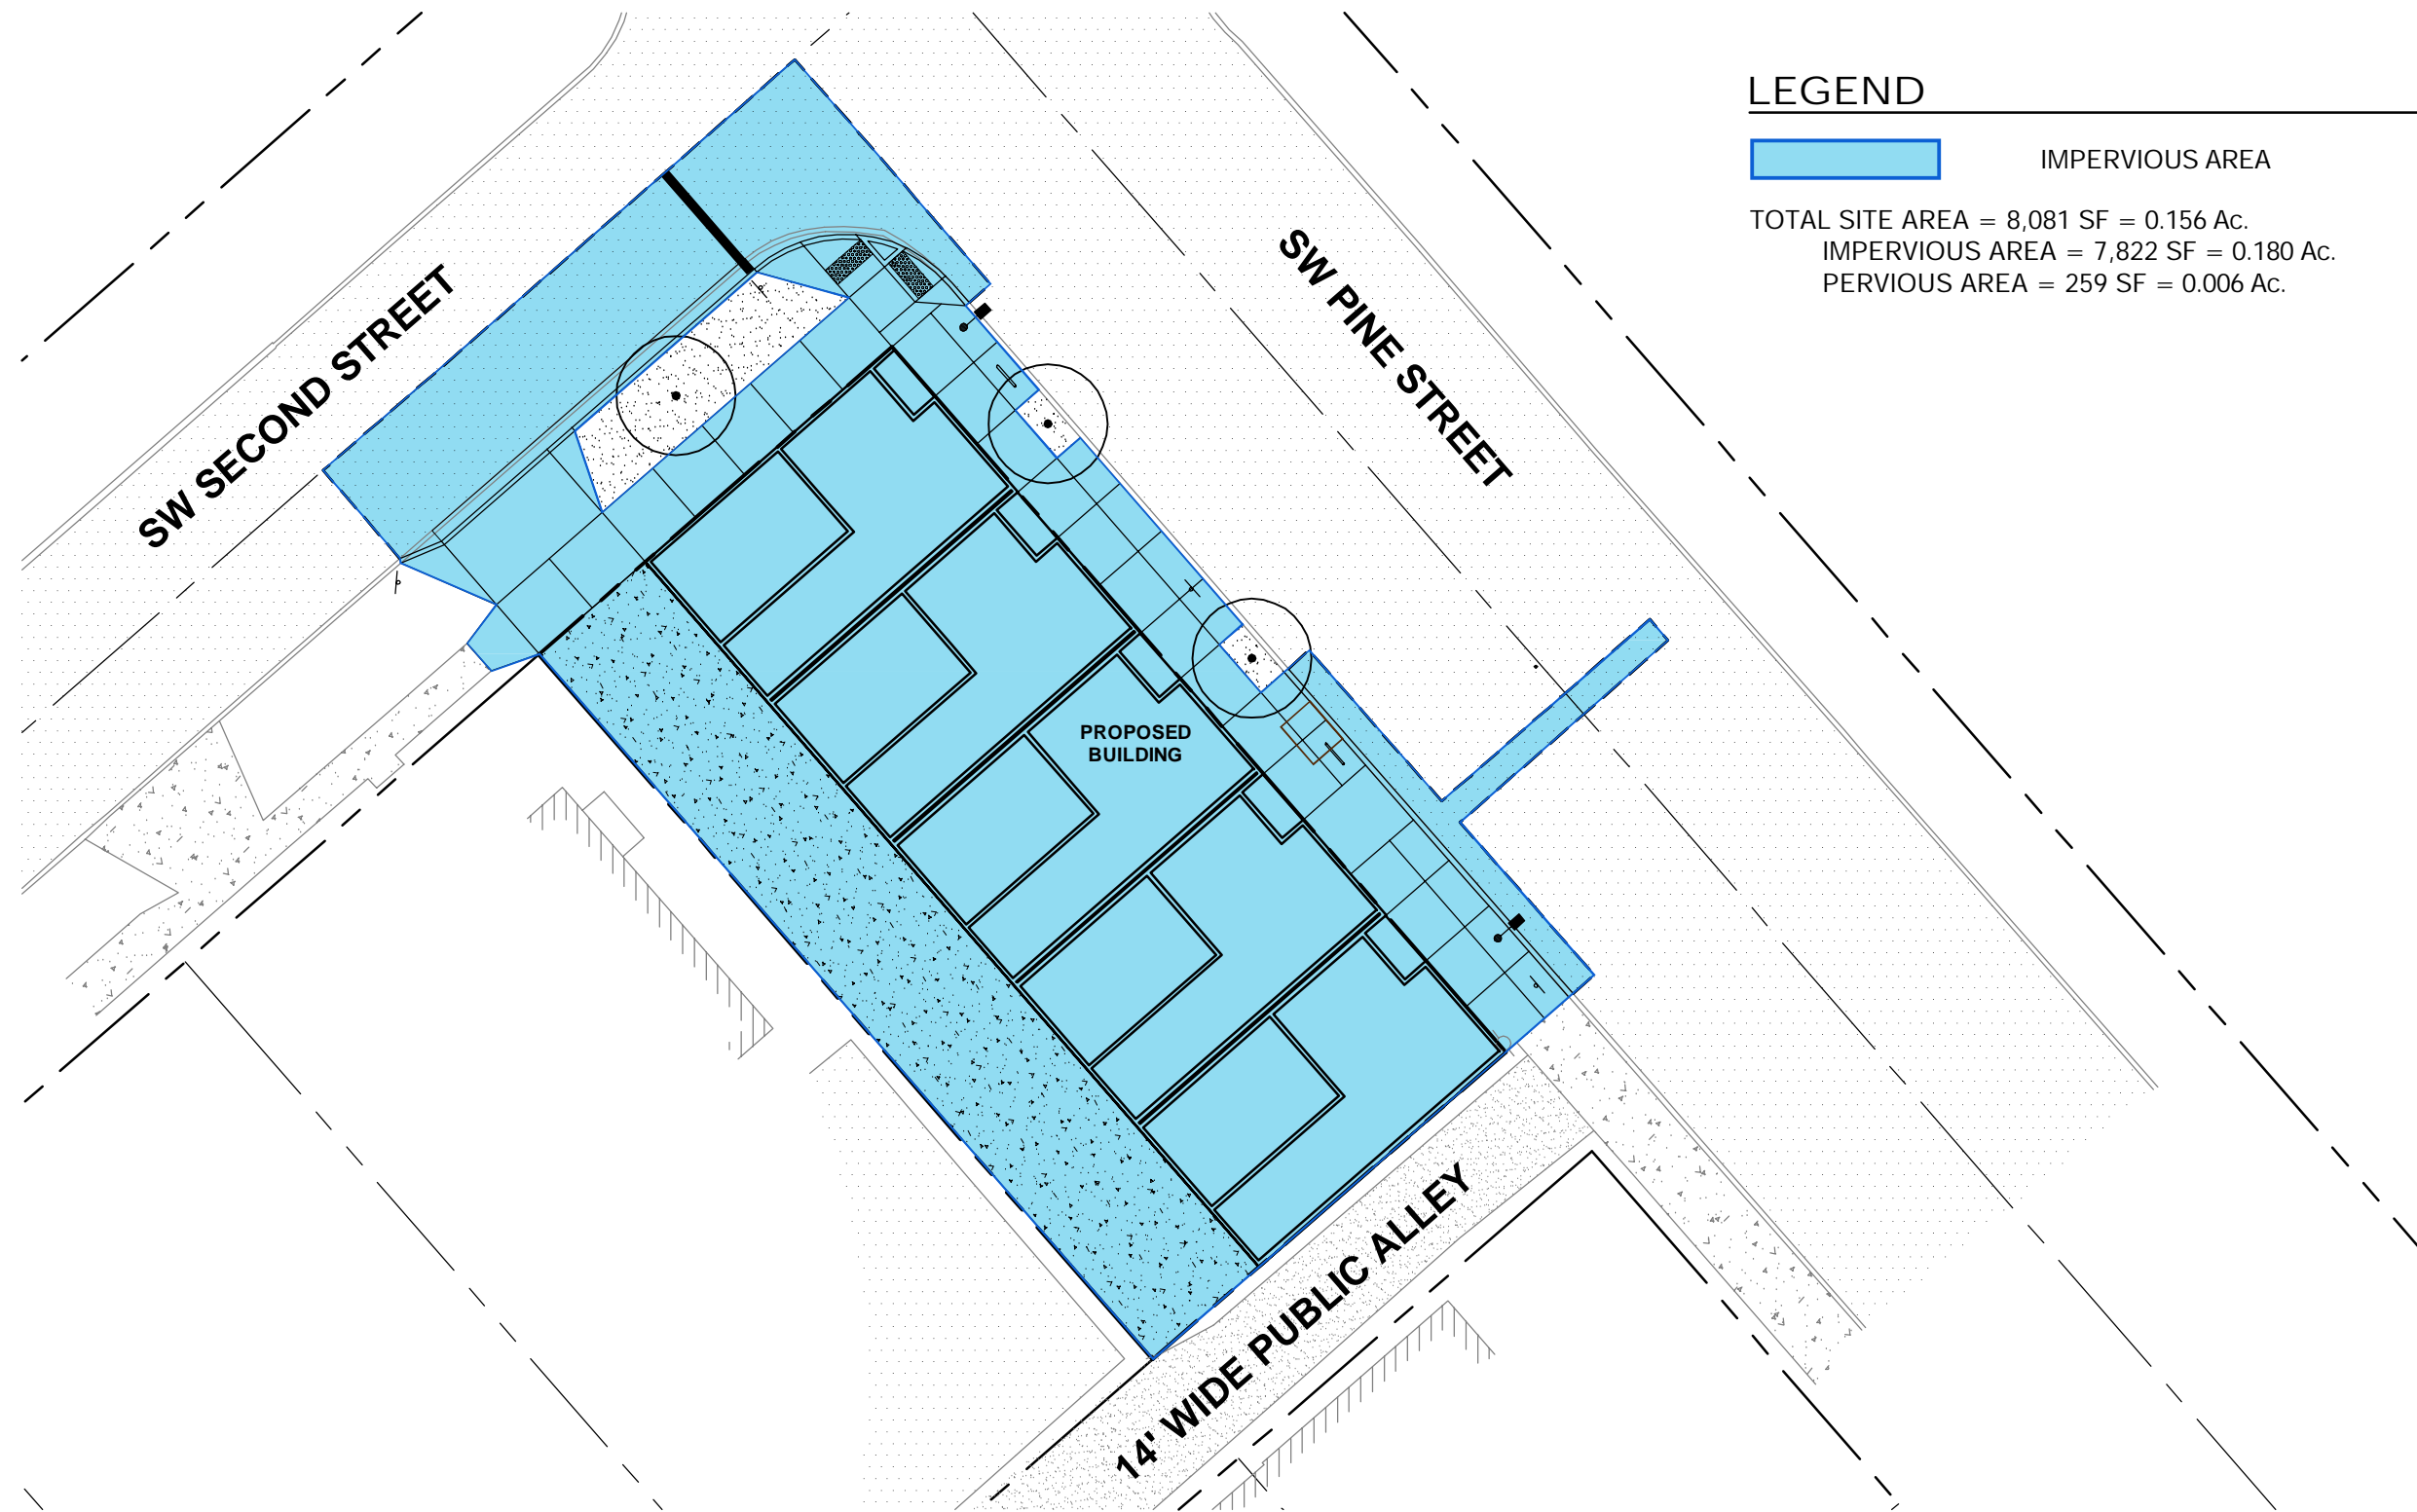 LEGEND
IMPERVIOUS AREA
TOTAL SITE AREA = 8,081 SF = 0.156 Ac.
IMPERVIOUS AREA = 7,822 SF = 0.180 Ac.
PERVIOUS AREA = 259 SF = 0.006 Ac.
SW SECOND STREET
SW PINE STREET
PROPOSED
BUILDING
14' WIDE PUBLIC ALLEY